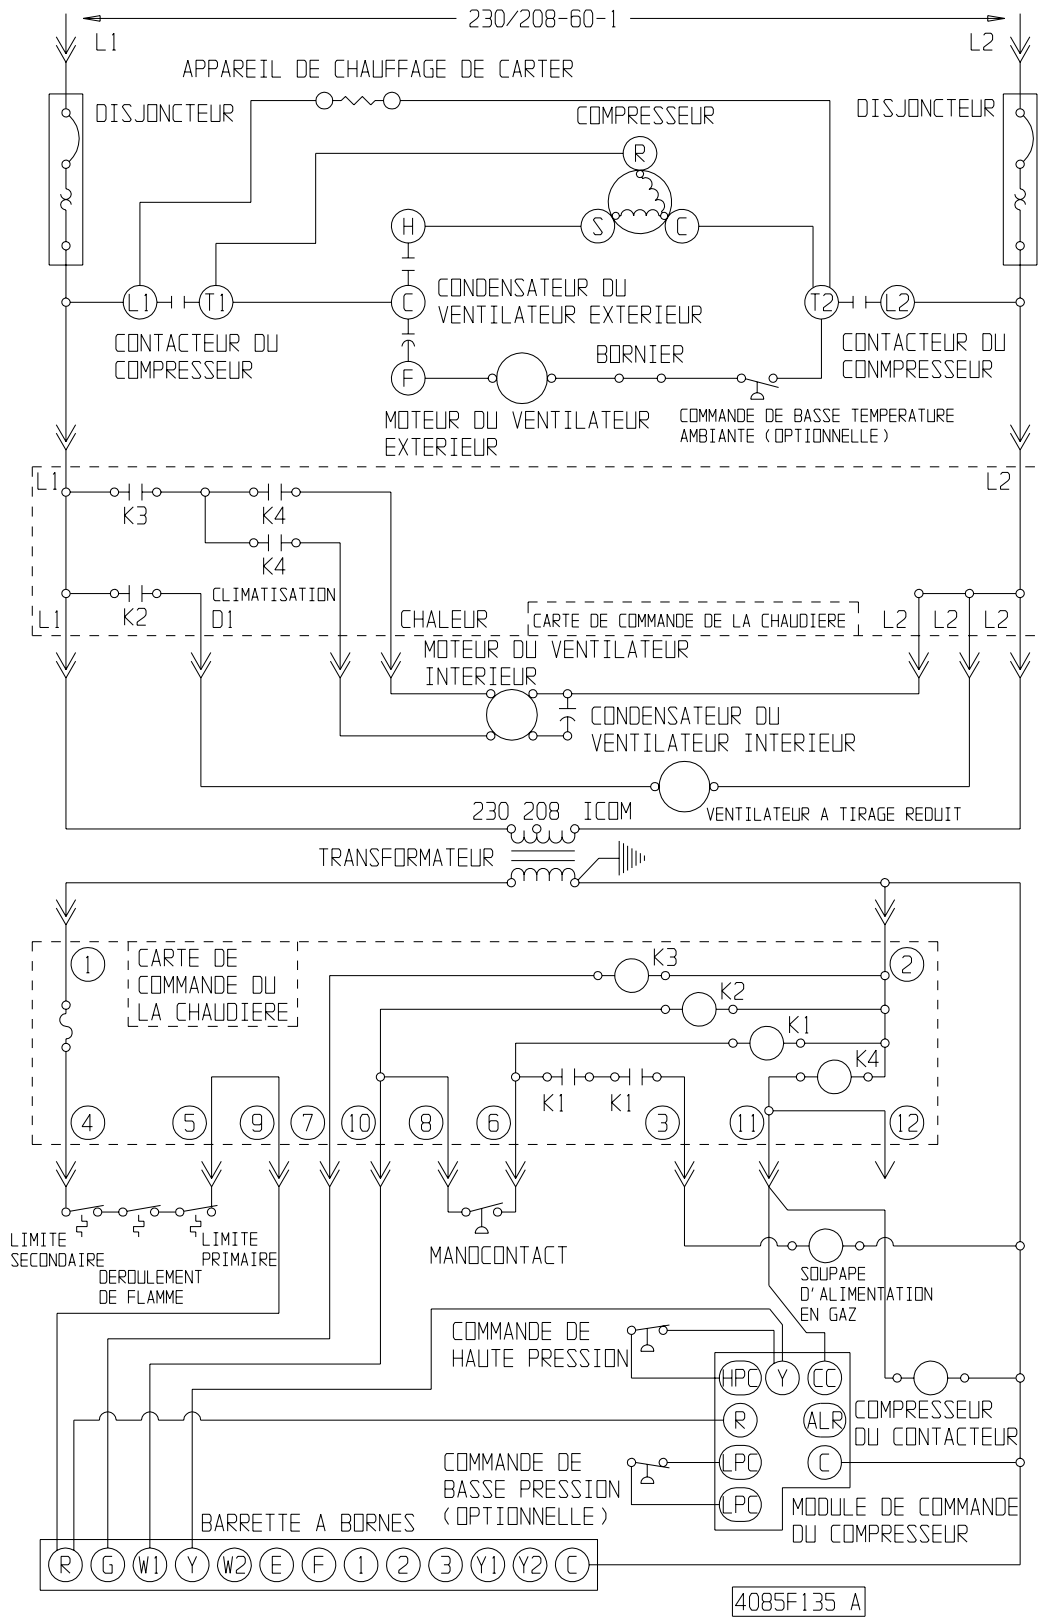 230/208-60-1
L1
L2
APPAREIL DE CHAUFFAGE DE CARTER
DISJONCTEUR
COMPRESSEUR
DISJONCTEUR
R
H
S
C
L1
T1
C
CONDENSATEUR DU
VENTILATEUR EXTERIEUR
T2
L2
CONTACTEUR DU
COMPRESSEUR
BORNIER
CONTACTEUR DU
CONMPRESSEUR
F
MOTEUR DU VENTILATEUR
EXTERIEUR
COMMANDE DE BASSE TEMPERATURE
AMBIANTE (OPTIONNELLE)
L1
L2
K3
K4
K4
CLIMATISATION
L1
K2
D1
CHALEUR
CARTE DE COMMANDE DE LA CHAUDIERE
L2
L2
L2
MOTEUR DU VENTILATEUR
INTERIEUR
CONDENSATEUR DU
VENTILATEUR INTERIEUR
230 208 ICOM
VENTILATEUR A TIRAGE REDUIT
TRANSFORMATEUR
1
CARTE DE
COMMANDE DU
LA CHAUDIERE
K3
2
K2
K1
K4
K1
K1
4
5
9
7
10
8
6
3
11
12
LIMITE
SECONDAIRE
LIMITE
PRIMAIRE
DEROULEMENT
DE FLAMME
MANOCONTACT
SOUPAPE
D'ALIMENTATION
EN GAZ
COMMANDE DE
HAUTE PRESSION
HPC
Y
CC
R
ALR
COMPRESSEUR
DU CONTACTEUR
COMMANDE DE
BASSE PRESSION
(OPTIONNELLE)
LPC
C
LPC
MODULE DE COMMANDE
DU COMPRESSEUR
BARRETTE A BORNES
R G W1 Y W2 E F 1 2 3 Y1 Y2 C
4085F135 A